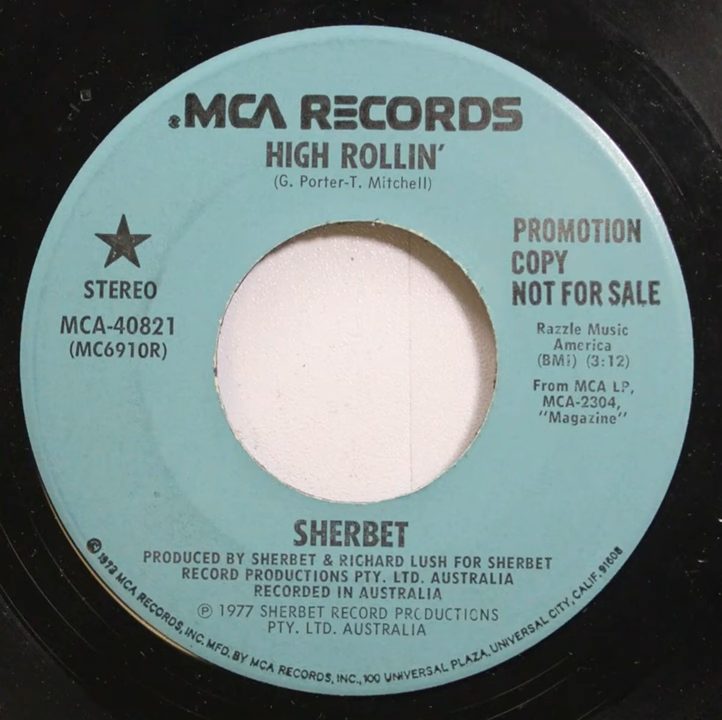 MCA RECORDS
HIGH ROLLIN'
(G. Porter-T. Mitchell)
STEREO
MCA-40821
(MC6910R)
PROMOTION
COPY
NOT FOR SALE
Razzle Music
America
(BMI) (3:12)
From MCA LP,
MCA-2304,
"Magazine"
SHERBET
PRODUCED BY SHERBET & RICHARD LUSH FOR SHERBET
RECORD PRODUCTIONS PTY. LTD. AUSTRALIA
RECORDED IN AUSTRALIA
℗ 1977 SHERBET RECORD PRODUCTIONS
PTY. LTD. AUSTRALIA
© 1973 MCA RECORDS, INC. MFD. BY MCA RECORDS, INC., 100 UNIVERSAL PLAZA, UNIVERSAL CITY, CALIF. 91608